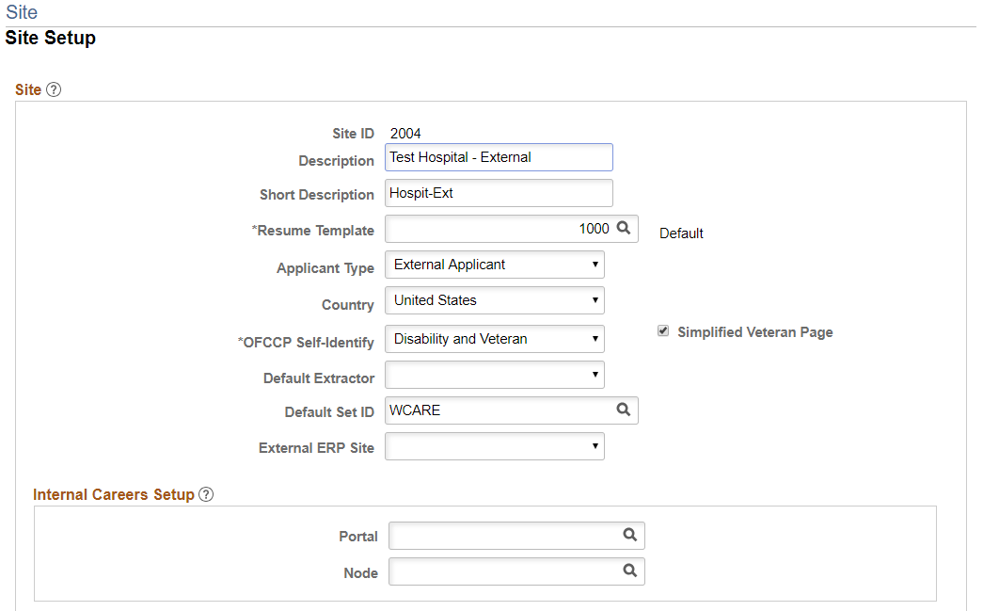 Site
Site Setup
Site ?
Site ID 2004
Description Test Hospital - External
Short Description Hospit-Ext
*Resume Template 1000 Default
Applicant Type External Applicant
Country United States
*OFCCP Self-Identify Disability and Veteran Simplified Veteran Page
Default Extractor
Default Set ID WCARE
External ERP Site
Internal Careers Setup ?
Portal
Node